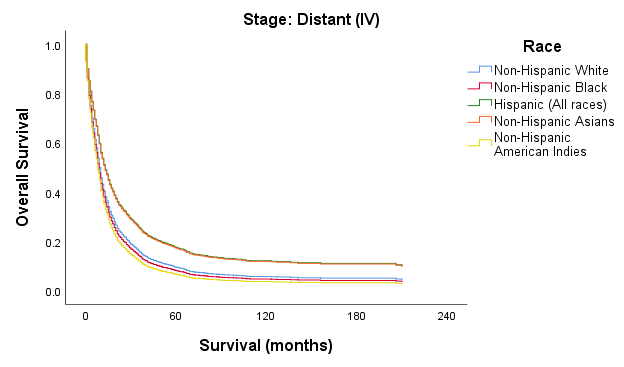 Stage: Distant (IV)
Race
Non-Hispanic White
Non-Hispanic Black
Hispanic (All races)
Non-Hispanic Asians
Non-Hispanic
American Indies
Overall Survival
1.0
0.8
0.6
0.4
0.2
0.0
0 60 120 180 240
Survival (months)